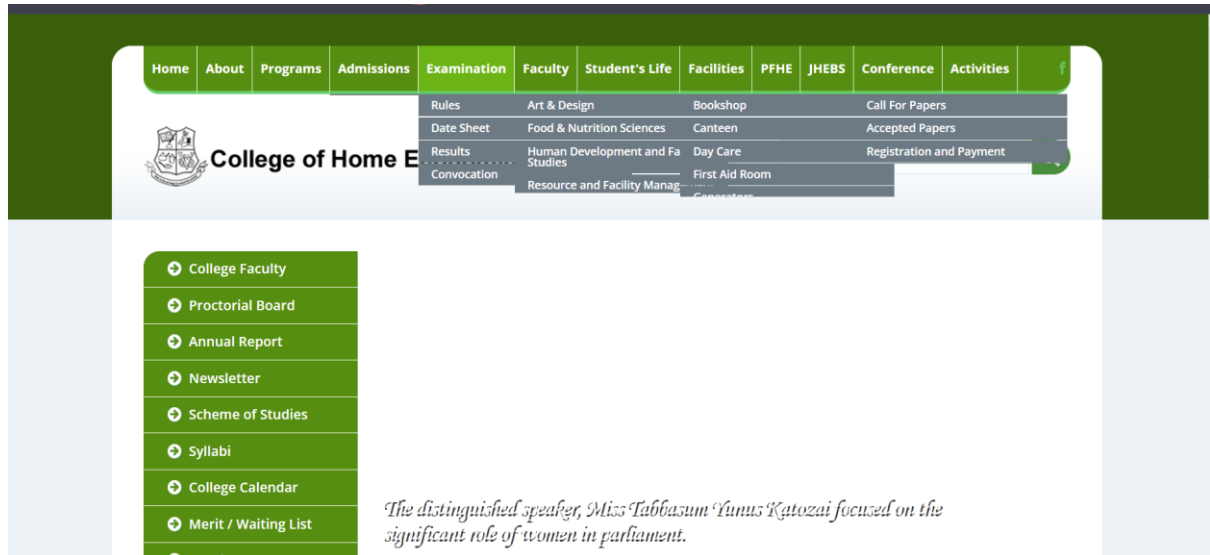 Home About Programs Admissions Examination Faculty Student's Life Facilities PFHE JHEBS Conference Activities f
Rules Art & Design Bookshop Call For Papers
Date Sheet Food & Nutrition Sciences Canteen Accepted Papers
Results Human Development and Fa Day Care Registration and Payment
Studies
Convocation First Aid Room
Resource and Facility Manag
Generators
College of Home E
College Faculty
Proctorial Board
Annual Report
Newsletter
Scheme of Studies
Syllabi
College Calendar
Merit / Waiting List
The distinguished speaker, Miss Tabbasum Yunus Katozai focused on the
significant role of women in parliament.